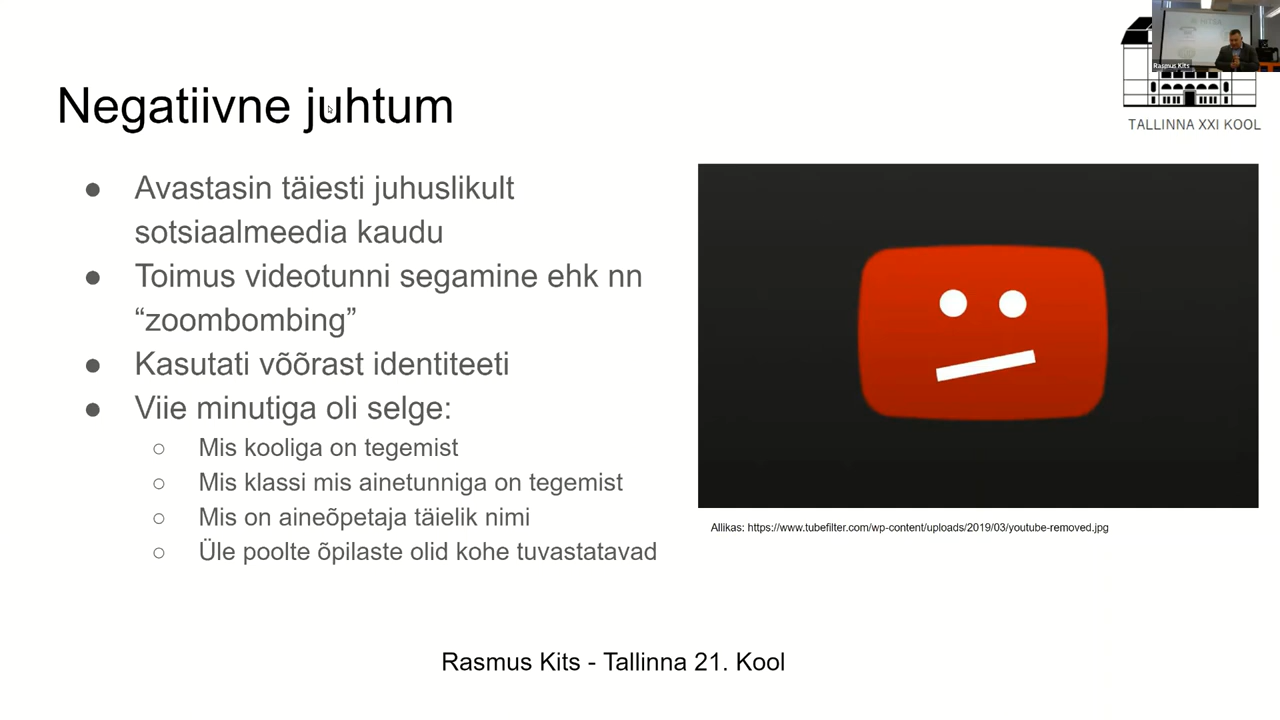 Rasmus Kits
TALLINNA XXI KOOL
Negatiivne juhtum
● Avastasin täiesti juhuslikult
sotsiaalmeedia kaudu
● Toimus videotunni segamine ehk nn
“zoombombing”
● Kasutati võõrast identiteeti
● Viie minutiga oli selge:
○ Mis kooliga on tegemist
○ Mis klassi mis ainetunniga on tegemist
○ Mis on aineõpetaja täielik nimi
○ Üle poolte õpilaste olid kohe tuvastatavad
Allikas: https://www.tubefilter.com/wp-content/uploads/2019/03/youtube-removed.jpg
Rasmus Kits - Tallinna 21. Kool